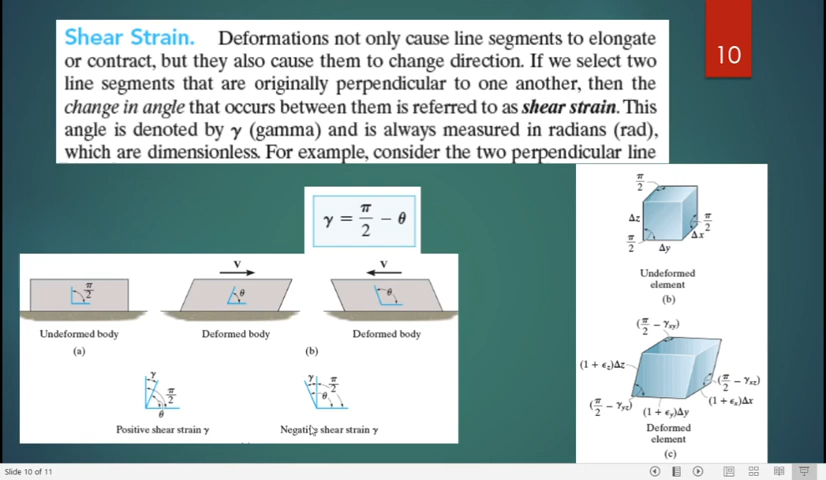 Shear Strain. Deformations not only cause line segments to elongate
or contract, but they also cause them to change direction. If we select two
line segments that are originally perpendicular to one another, then the
change in angle that occurs between them is referred to as shear strain. This
angle is denoted by γ (gamma) and is always measured in radians (rad),
which are dimensionless. For example, consider the two perpendicular line
10
γ = π/2 − θ
V
V
π/2
θ
θ
Undeformed body
Deformed body
Deformed body
(a)
(b)
γ
π/2
θ
γ
π/2
θ
Positive shear strain γ
Negative shear strain γ
π/2
Δz
π/2
π/2
Δx
Δy
Undeformed
element
(b)
(π/2 − γxy)
(1 + ϵz)Δz
(π/2 − γxz)
(π/2 − γyz)
(1 + ϵx)Δx
(1 + ϵy)Δy
Deformed
element
(c)
Slide 10 of 11